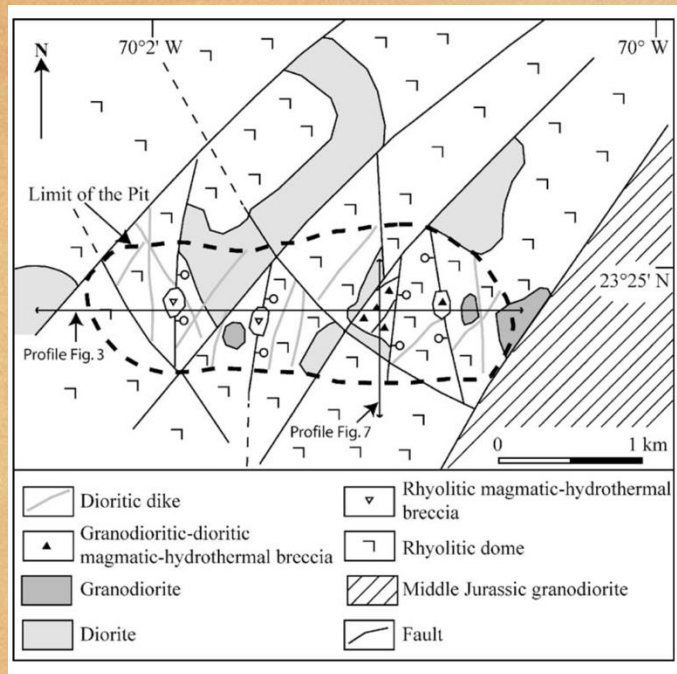 70°2' W
70° W
N
Limit of the Pit
23°25' N
Profile Fig. 3
Profile Fig. 7
0 1 km
Dioritic dike
Granodioritic-dioritic
magmatic-hydrothermal breccia
Granodiorite
Diorite
Rhyolitic magmatic-hydrothermal
breccia
Rhyolitic dome
Middle Jurassic granodiorite
Fault